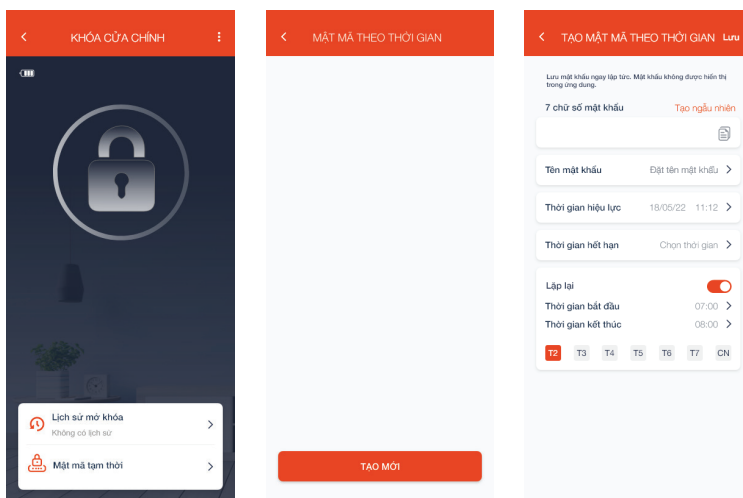 KHÓA CỬA CHÍNH
Lịch sử mở khóa
Không có lịch sử
Mật mã tạm thời
MẬT MÃ THEO THỜI GIAN
TẠO MỚI
TẠO MẬT MÃ THEO THỜI GIAN Lưu
Lưu mật khẩu ngay lập tức. Mật khẩu không được hiển thị
trong ứng dung.
7 chữ số mật khẩu Tạo ngẫu nhiên
Tên mật khẩu Đặt tên mật khẩu
Thời gian hiệu lực 18/05/22 11:12
Thời gian hết hạn Chọn thời gian
Lặp lại
Thời gian bắt đầu 07:00
Thời gian kết thúc 08:00
T2 T3 T4 T5 T6 T7 CN